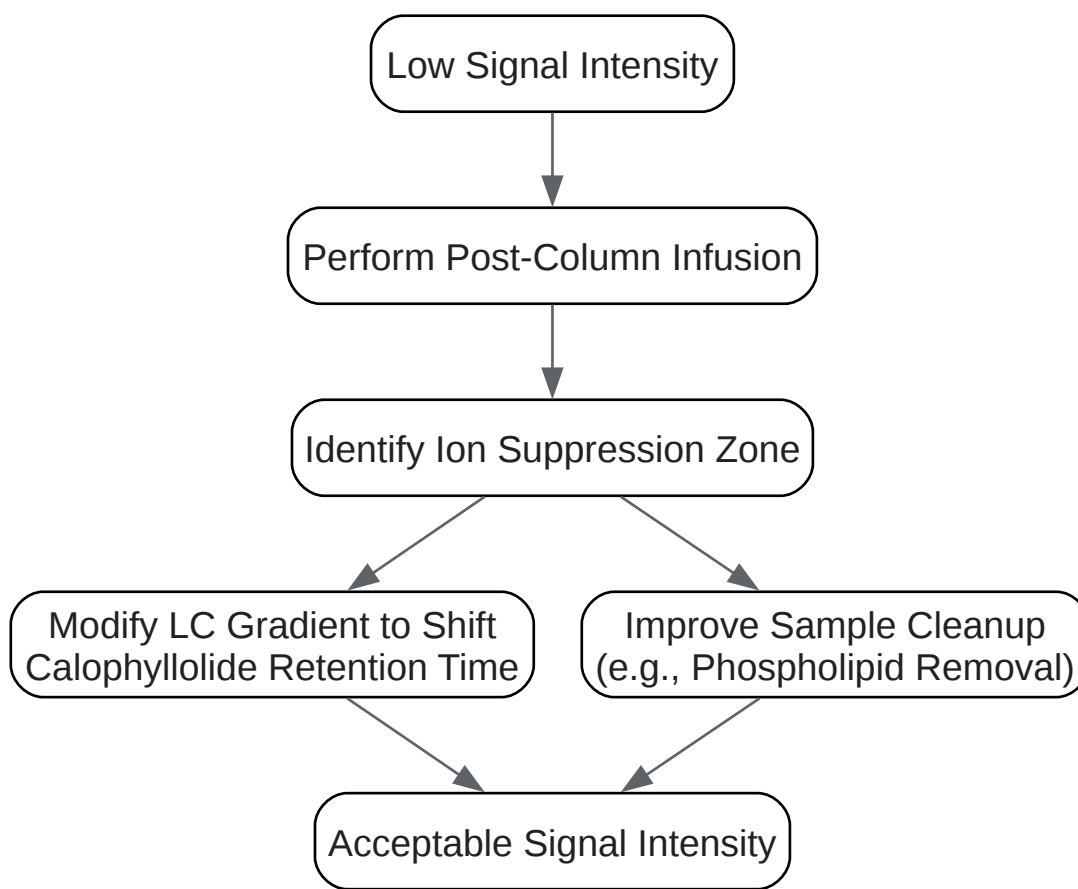 Low Signal Intensity
Perform Post-Column Infusion
Identify Ion Suppression Zone
Modify LC Gradient to Shift
Calophyllolide Retention Time
Improve Sample Cleanup
(e.g., Phospholipid Removal)
Acceptable Signal Intensity